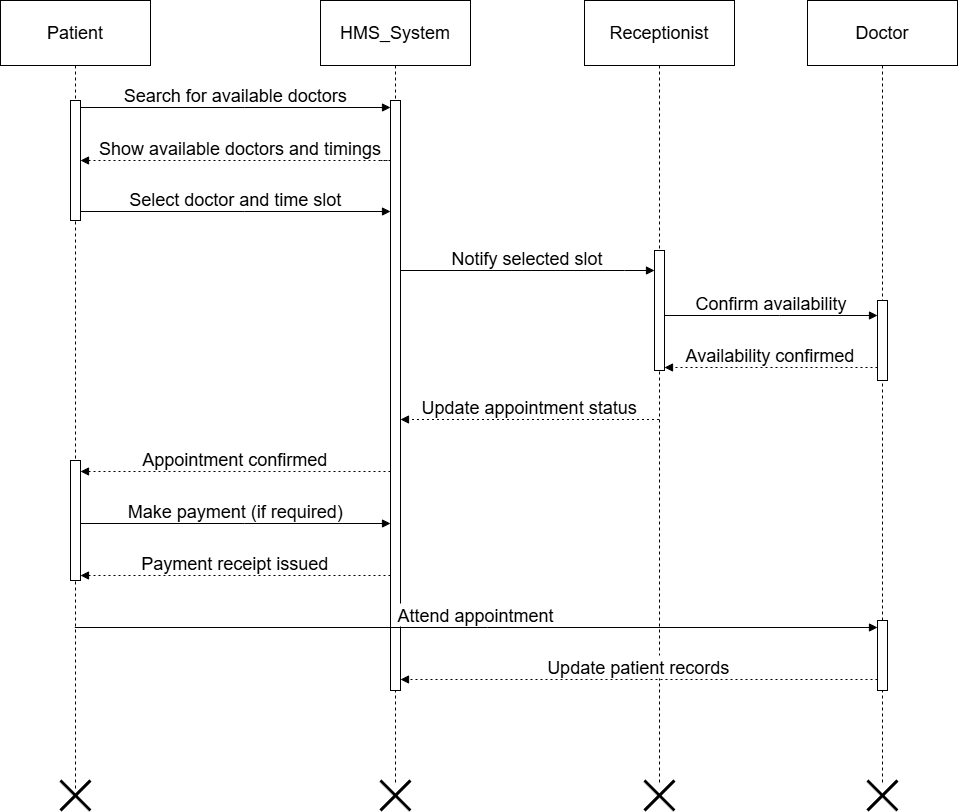 Patient
HMS_System
Receptionist
Doctor
Search for available doctors
Show available doctors and timings
Select doctor and time slot
Notify selected slot
Confirm availability
Availability confirmed
Update appointment status
Appointment confirmed
Make payment (if required)
Payment receipt issued
Attend appointment
Update patient records